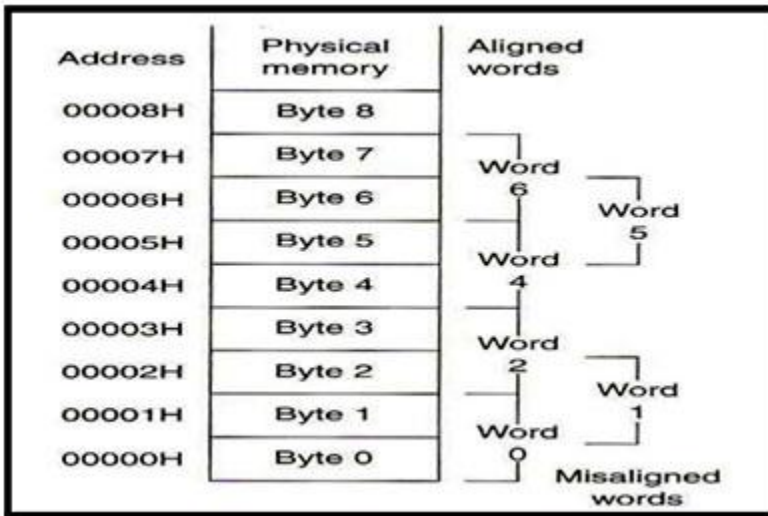 Address
Physical
memory
Aligned
words
00008H
Byte 8
00007H
Byte 7
Word
6
00006H
Byte 6
Word
5
00005H
Byte 5
Word
4
00004H
Byte 4
00003H
Byte 3
Word
2
00002H
Byte 2
Word
1
00001H
Byte 1
Word
0
00000H
Byte 0
Misaligned
words